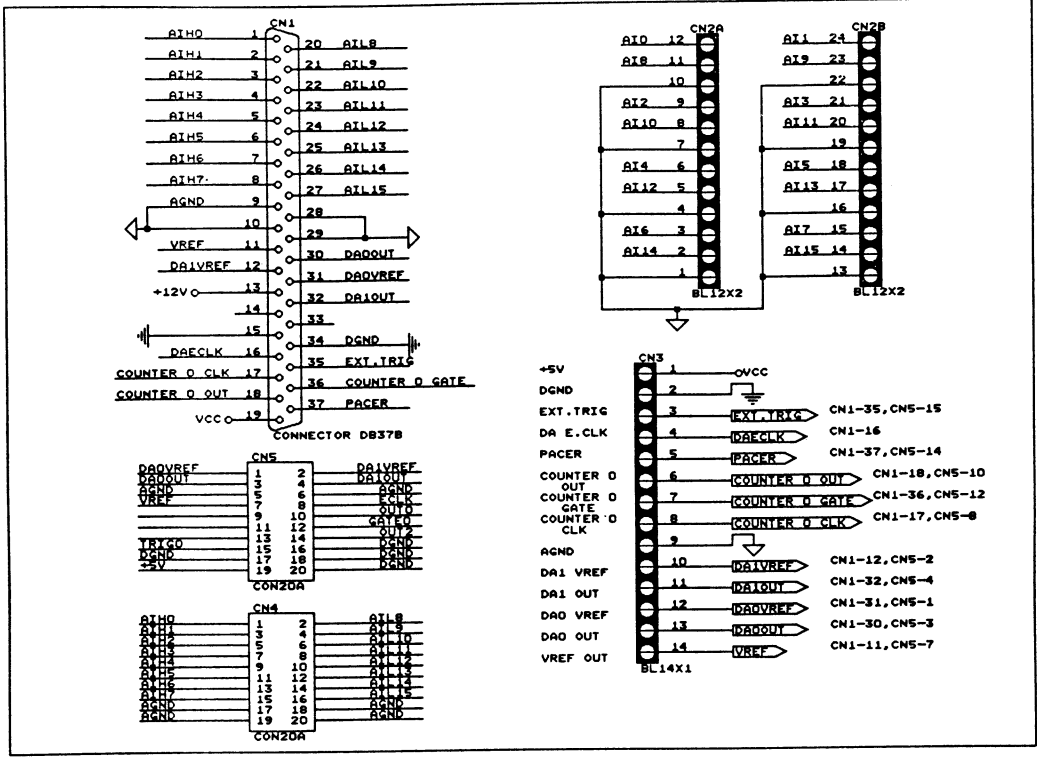 CN1
AIH0 1
20 AIL8
AIH1 2
21 AIL9
AIH2 3
22 AIL10
AIH3 4
23 AIL11
AIH4 5
24 AIL12
AIH5 6
25 AIL13
AIH6 7
26 AIL14
AIH7 8
27 AIL15
AGND 9
28
10
29
VREF 11
30 DA0OUT
DA1VREF 12
31 DA0VREF
+12V 13
32 DA1OUT
14
33
15
34 DGND
DAECLK 16
35 EXT.TRIG
COUNTER 0 CLK 17
36 COUNTER 0 GATE
COUNTER 0 OUT 18
37 PACER
VCC 19
CONNECTOR DB37B
CN2A
AI0 12
AI8 11
10
AI2 9
AI10 8
7
AI4 6
AI12 5
4
AI6 3
AI14 2
1
BL12X2
CN2B
AI1 24
AI9 23
22
AI3 21
AI11 20
19
AI5 18
AI13 17
16
AI7 15
AI15 14
13
BL12X2
CN5
DA0VREF 1 2 DA1VREF
DA0OUT 3 4 DA1OUT
AGND 5 6 AGND
VREF 7 8 ECLK
9 10 OUT0
11 12 GATE0
13 14 OUT2
TRIG0 15 16 DGND
DGND 17 18 DGND
+5V 19 20 DGND
CON20A
CN4
AIH0 1 2 AIL8
AIH1 3 4 AIL9
AIH2 5 6 AIL10
AIH3 7 8 AIL11
AIH4 9 10 AIL12
AIH5 11 12 AIL13
AIH6 13 14 AIL14
AIH7 15 16 AIL15
AGND 17 18 AGND
AGND 19 20 AGND
CON20A
CN3
+5V 1 VCC
DGND 2
EXT.TRIG 3 EXT.TRIG CN1-35,CN5-15
DA E.CLK 4 DAECLK CN1-16
PACER 5 PACER CN1-37,CN5-14
COUNTER 0 6 COUNTER 0 OUT CN1-18,CN5-10
OUT
COUNTER 0 7 COUNTER 0 GATE CN1-36,CN5-12
GATE
COUNTER 0 8 COUNTER 0 CLK CN1-17,CN5-8
CLK
AGND 9
DA1 VREF 10 DA1VREF CN1-12,CN5-2
DA1 OUT 11 DA1OUT CN1-32,CN5-4
DA0 VREF 12 DA0VREF CN1-31,CN5-1
DA0 OUT 13 DA0OUT CN1-30,CN5-3
VREF OUT 14 VREF CN1-11,CN5-7
BL14X1